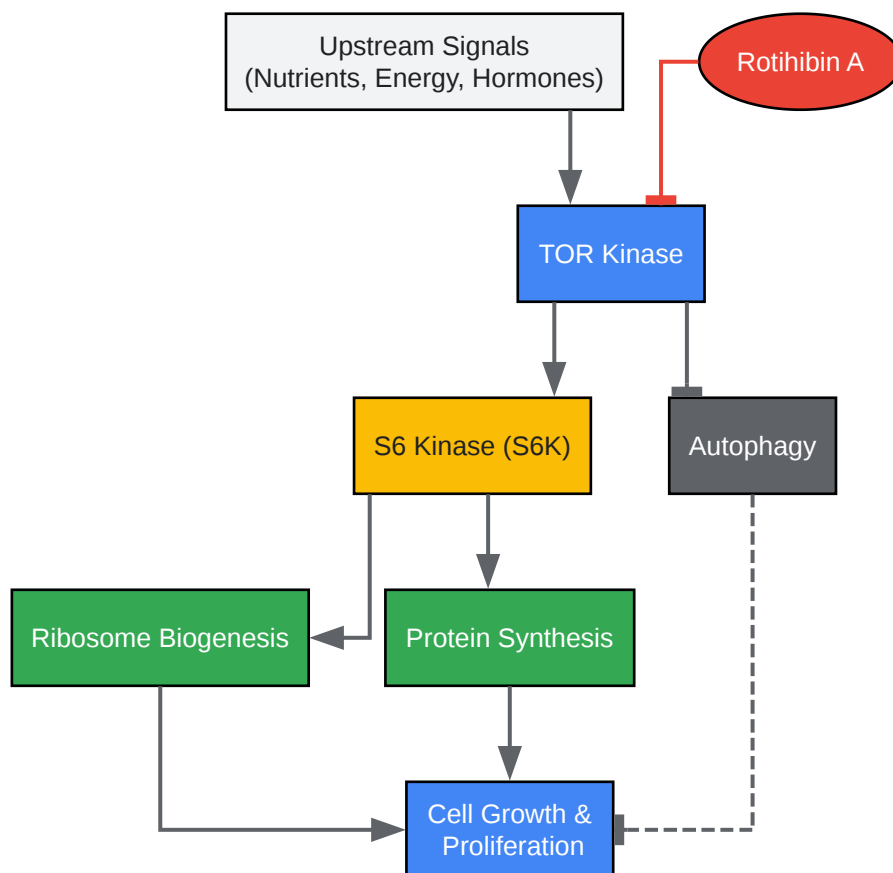 Upstream Signals
(Nutrients, Energy, Hormones)
Rotihibin A
TOR Kinase
S6 Kinase (S6K)
Autophagy
Ribosome Biogenesis
Protein Synthesis
Cell Growth &
Proliferation